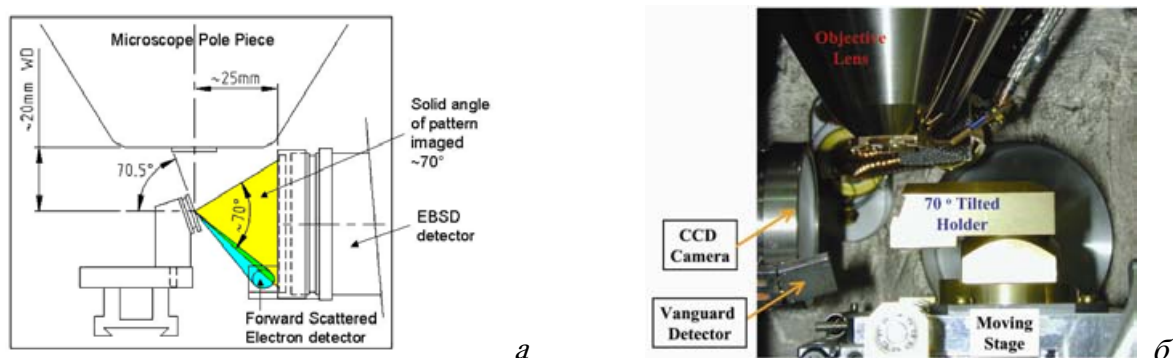 Microscope Pole Piece
~20mm WD
~25mm
70.5°
Solid angle
of pattern
imaged
~70°
~70°
EBSD
detector
Forward Scattered
Electron detector
а
Objective
Lens
70 ° Tilted
Holder
CCD
Camera
Vanguard
Detector
Moving
Stage
б